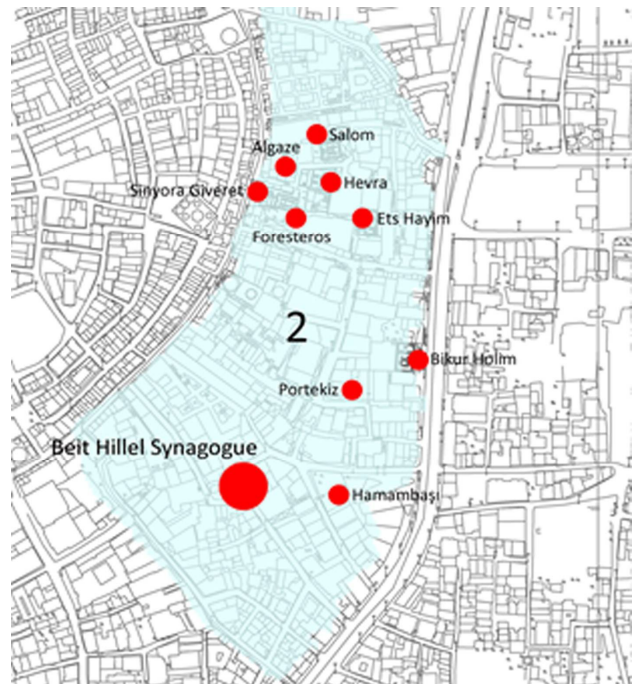 Salom
Algaze
Hevra
Sinyora Giveret
Ets Hayim
Foresteros
2
Bikur Holim
Portekiz
Beit Hillel Synagogue
Hamambaşı